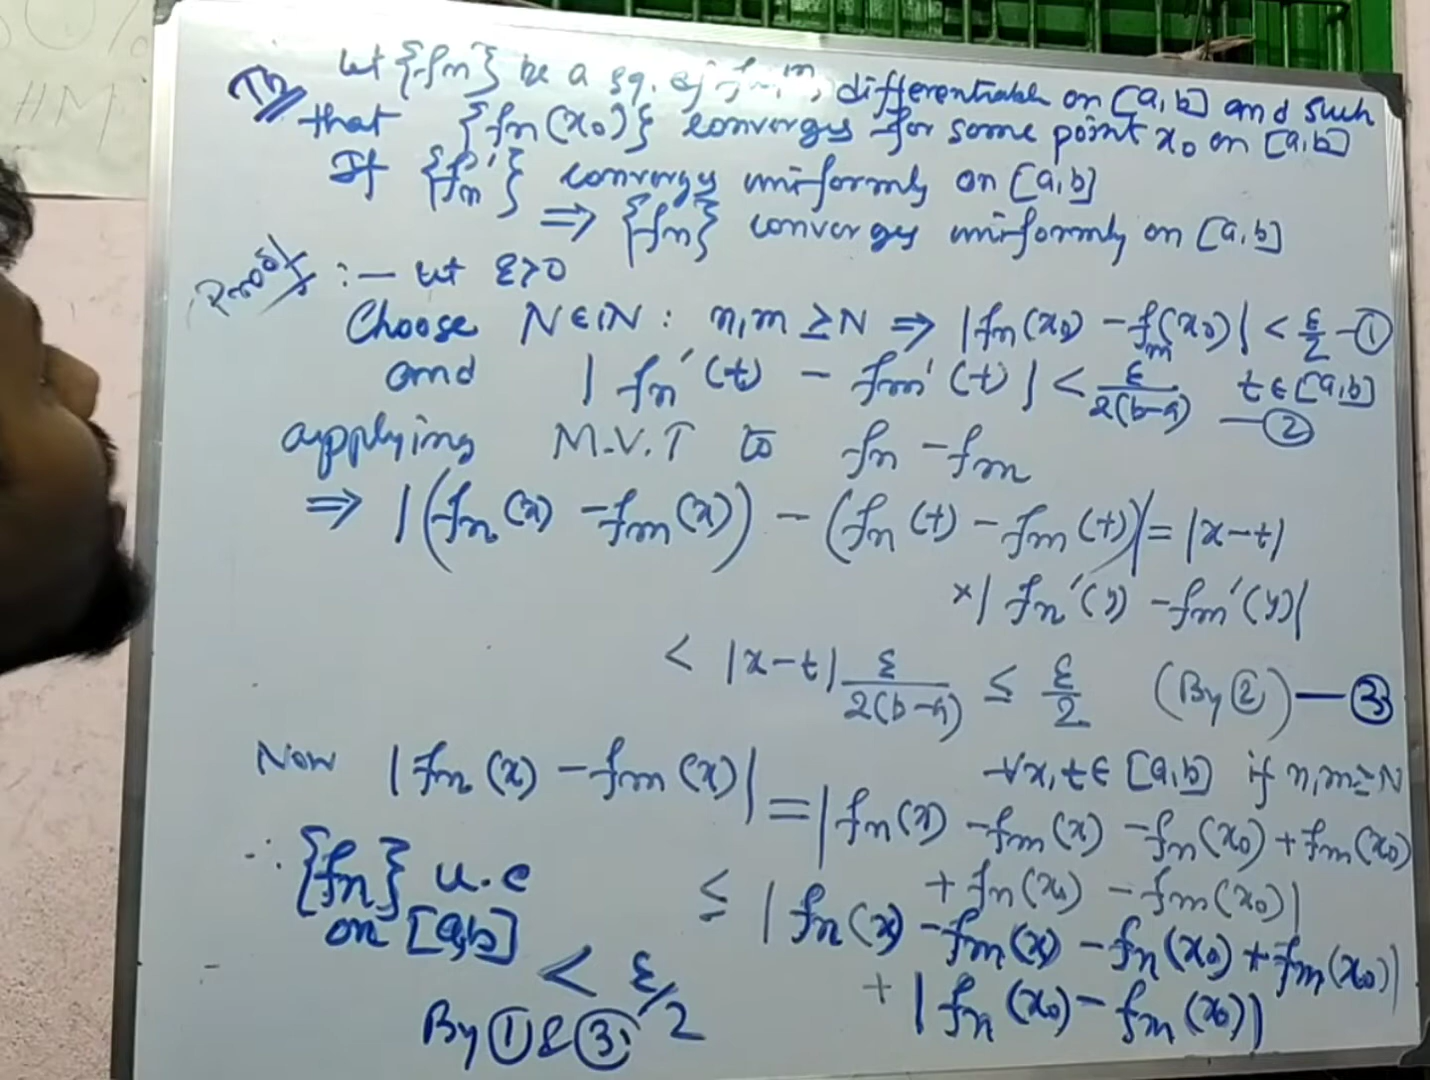 Th let {fn} be a sq. of fn, differentiable on [a,b] and such
that {fn(x₀)} converges for some point x₀ on [a,b]
If {fn'} converges uniformly on [a,b]
⇒ {fn} converges uniformly on [a,b]
Proof :— let ε>0
Choose N∈ℕ : n,m ≥ N ⇒ |fn(x₀) - fm(x₀)| < ε/2 —①
and |fn'(t) - fm'(t)| < ε/2(b-a) t ∈ [a,b]
—②
applying M.V.T to fn - fm
⇒ |(fn(x) - fm(x)) - (fn(t) - fm(t))| = |x-t|
×|fn'(y) - fm'(y)|
< |x-t| ε/2(b-a) ≤ ε/2 (By ②) —③
∀x,t∈ [a,b] if n,m≥N
Now |fn(x) - fm(x)| = |fn(x) - fm(x) - fn(x₀) + fm(x₀)
+ fn(x₀) - fm(x₀)|
≤ |fn(x) - fm(x) - fn(x₀) + fm(x₀)|
+ |fn(x₀) - fm(x₀)|
< ε/2
By ① & ③
∴ {fn} u.c
on [a,b]